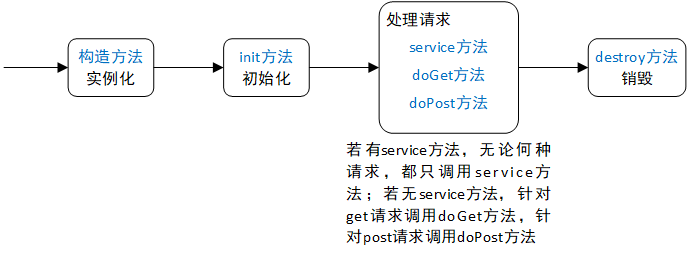 构造方法
实例化
init方法
初始化
处理请求
service方法
doGet方法
doPost方法
destroy方法
销毁
若有service方法，无论何种
请求，都只调用service方
法；若无service方法，针对
get请求调用doGet方法，针
对post请求调用doPost方法